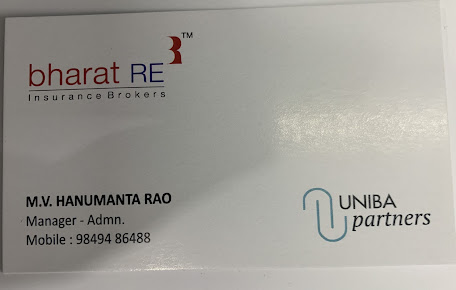 bharat RE ™
Insurance Brokers
M.V. HANUMANTA RAO
Manager - Admn.
Mobile : 98494 86488
UNIBA
partners